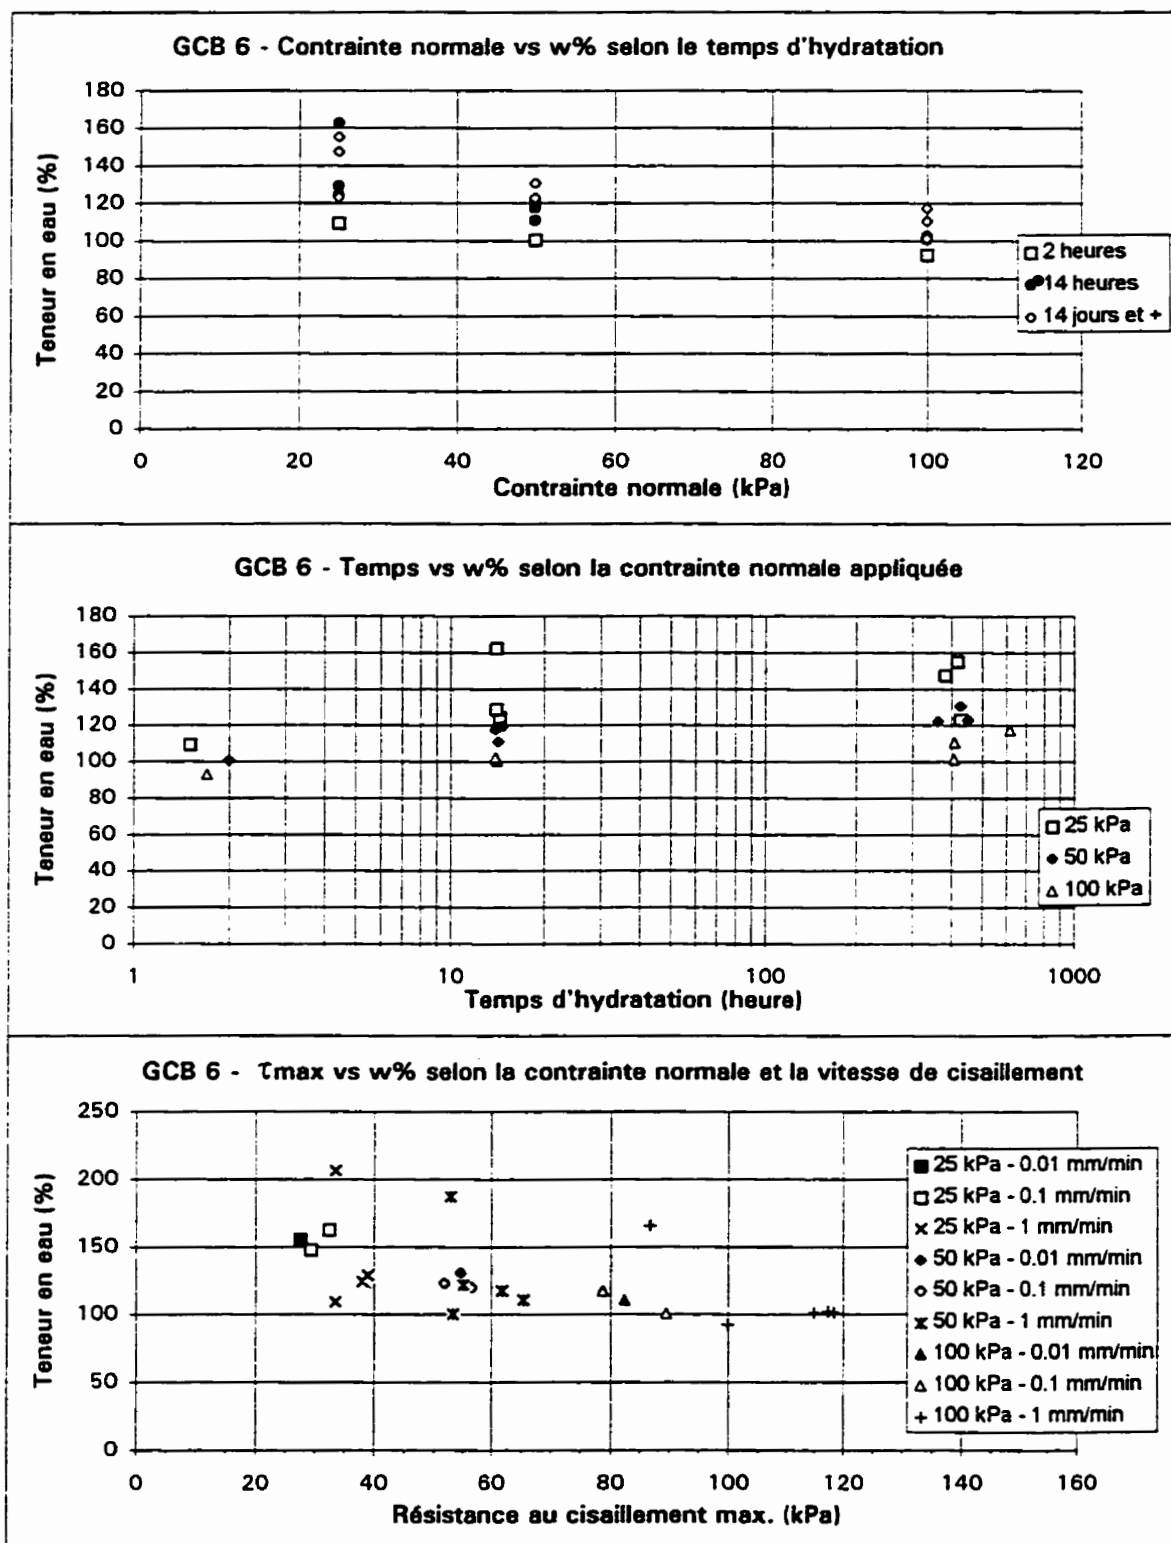 GCB 6 - Contrainte normale vs w% selon le temps d'hydratation
Teneur en eau (%)
180
160
140
120
100
80
60
40
20
0
0 20 40 60 80 100 120
Contrainte normale (kPa)
2 heures
14 heures
14 jours et +
GCB 6 - Temps vs w% selon la contrainte normale appliquée
Teneur en eau (%)
180
160
140
120
100
80
60
40
20
0
1 10 100 1000
Temps d'hydratation (heure)
25 kPa
50 kPa
100 kPa
GCB 6 - τmax vs w% selon la contrainte normale et la vitesse de cisaillement
Teneur en eau (%)
250
200
150
100
50
0
0 20 40 60 80 100 120 140 160
Résistance au cisaillement max. (kPa)
25 kPa - 0.01 mm/min
25 kPa - 0.1 mm/min
25 kPa - 1 mm/min
50 kPa - 0.01 mm/min
50 kPa - 0.1 mm/min
50 kPa - 1 mm/min
100 kPa - 0.01 mm/min
100 kPa - 0.1 mm/min
100 kPa - 1 mm/min